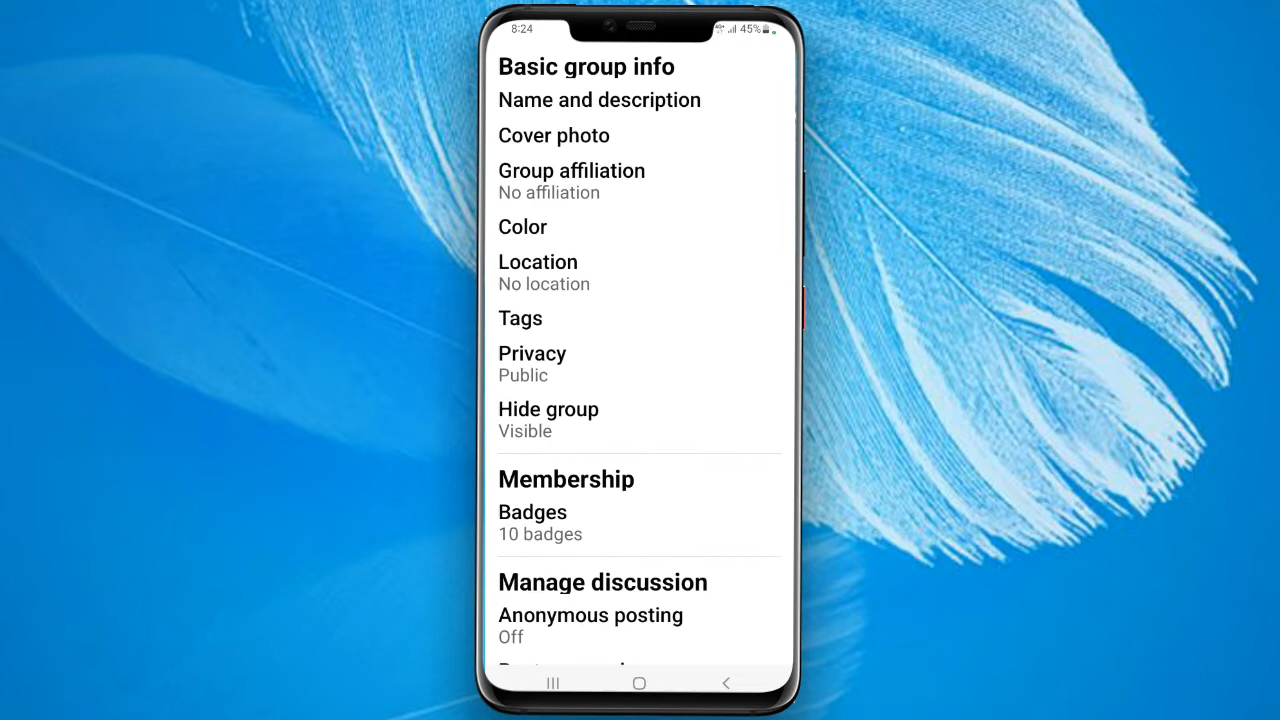 8:24
45%
Basic group info
Name and description
Cover photo
Group affiliation
No affiliation
Color
Location
No location
Tags
Privacy
Public
Hide group
Visible
Membership
Badges
10 badges
Manage discussion
Anonymous posting
Off